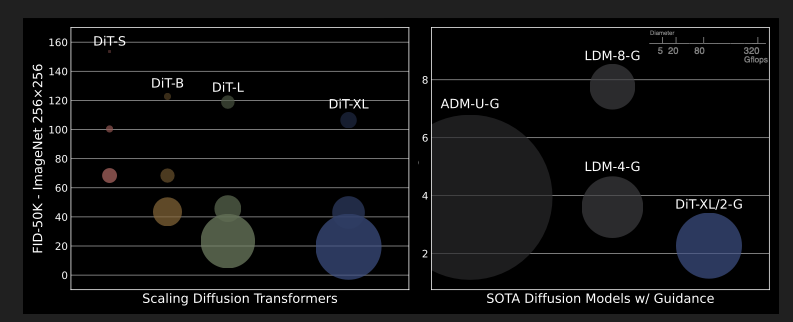 FID-50K - ImageNet 256×256
160
140
120
100
80
60
40
20
0
DiT-S
DiT-B
DiT-L
DiT-XL
Scaling Diffusion Transformers
Diameter
5 20 80 320
Gflops
8
6
4
2
LDM-8-G
ADM-U-G
LDM-4-G
DiT-XL/2-G
SOTA Diffusion Models w/ Guidance